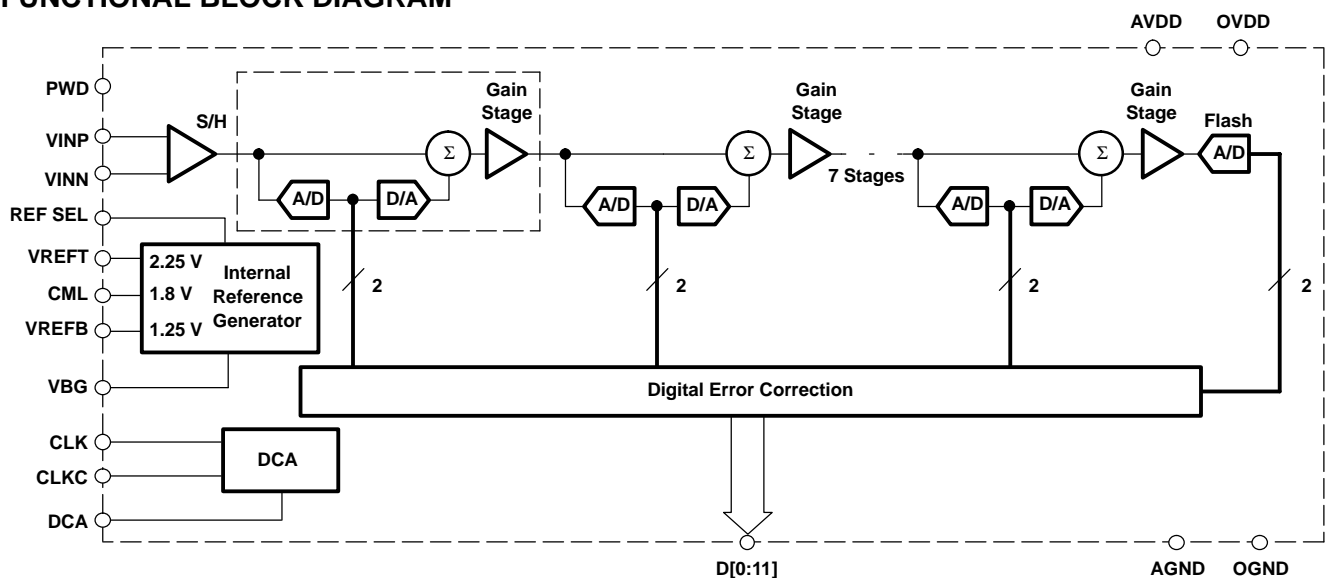 FUNCTIONAL BLOCK DIAGRAM
AVDD OVDD
PWD
VINP
VINN
REF SEL
VREFT
CML
VREFB
VBG
CLK
CLKC
DCA
S/H
Gain
Stage
Gain
Stage
Gain
Stage
Flash
Σ
Σ
Σ
A/D
7 Stages
A/D D/A
A/D D/A
A/D D/A
2.25 V
1.8 V
1.25 V
Internal
Reference
Generator
2
2
2
2
Digital Error Correction
DCA
D[0:11]
AGND OGND